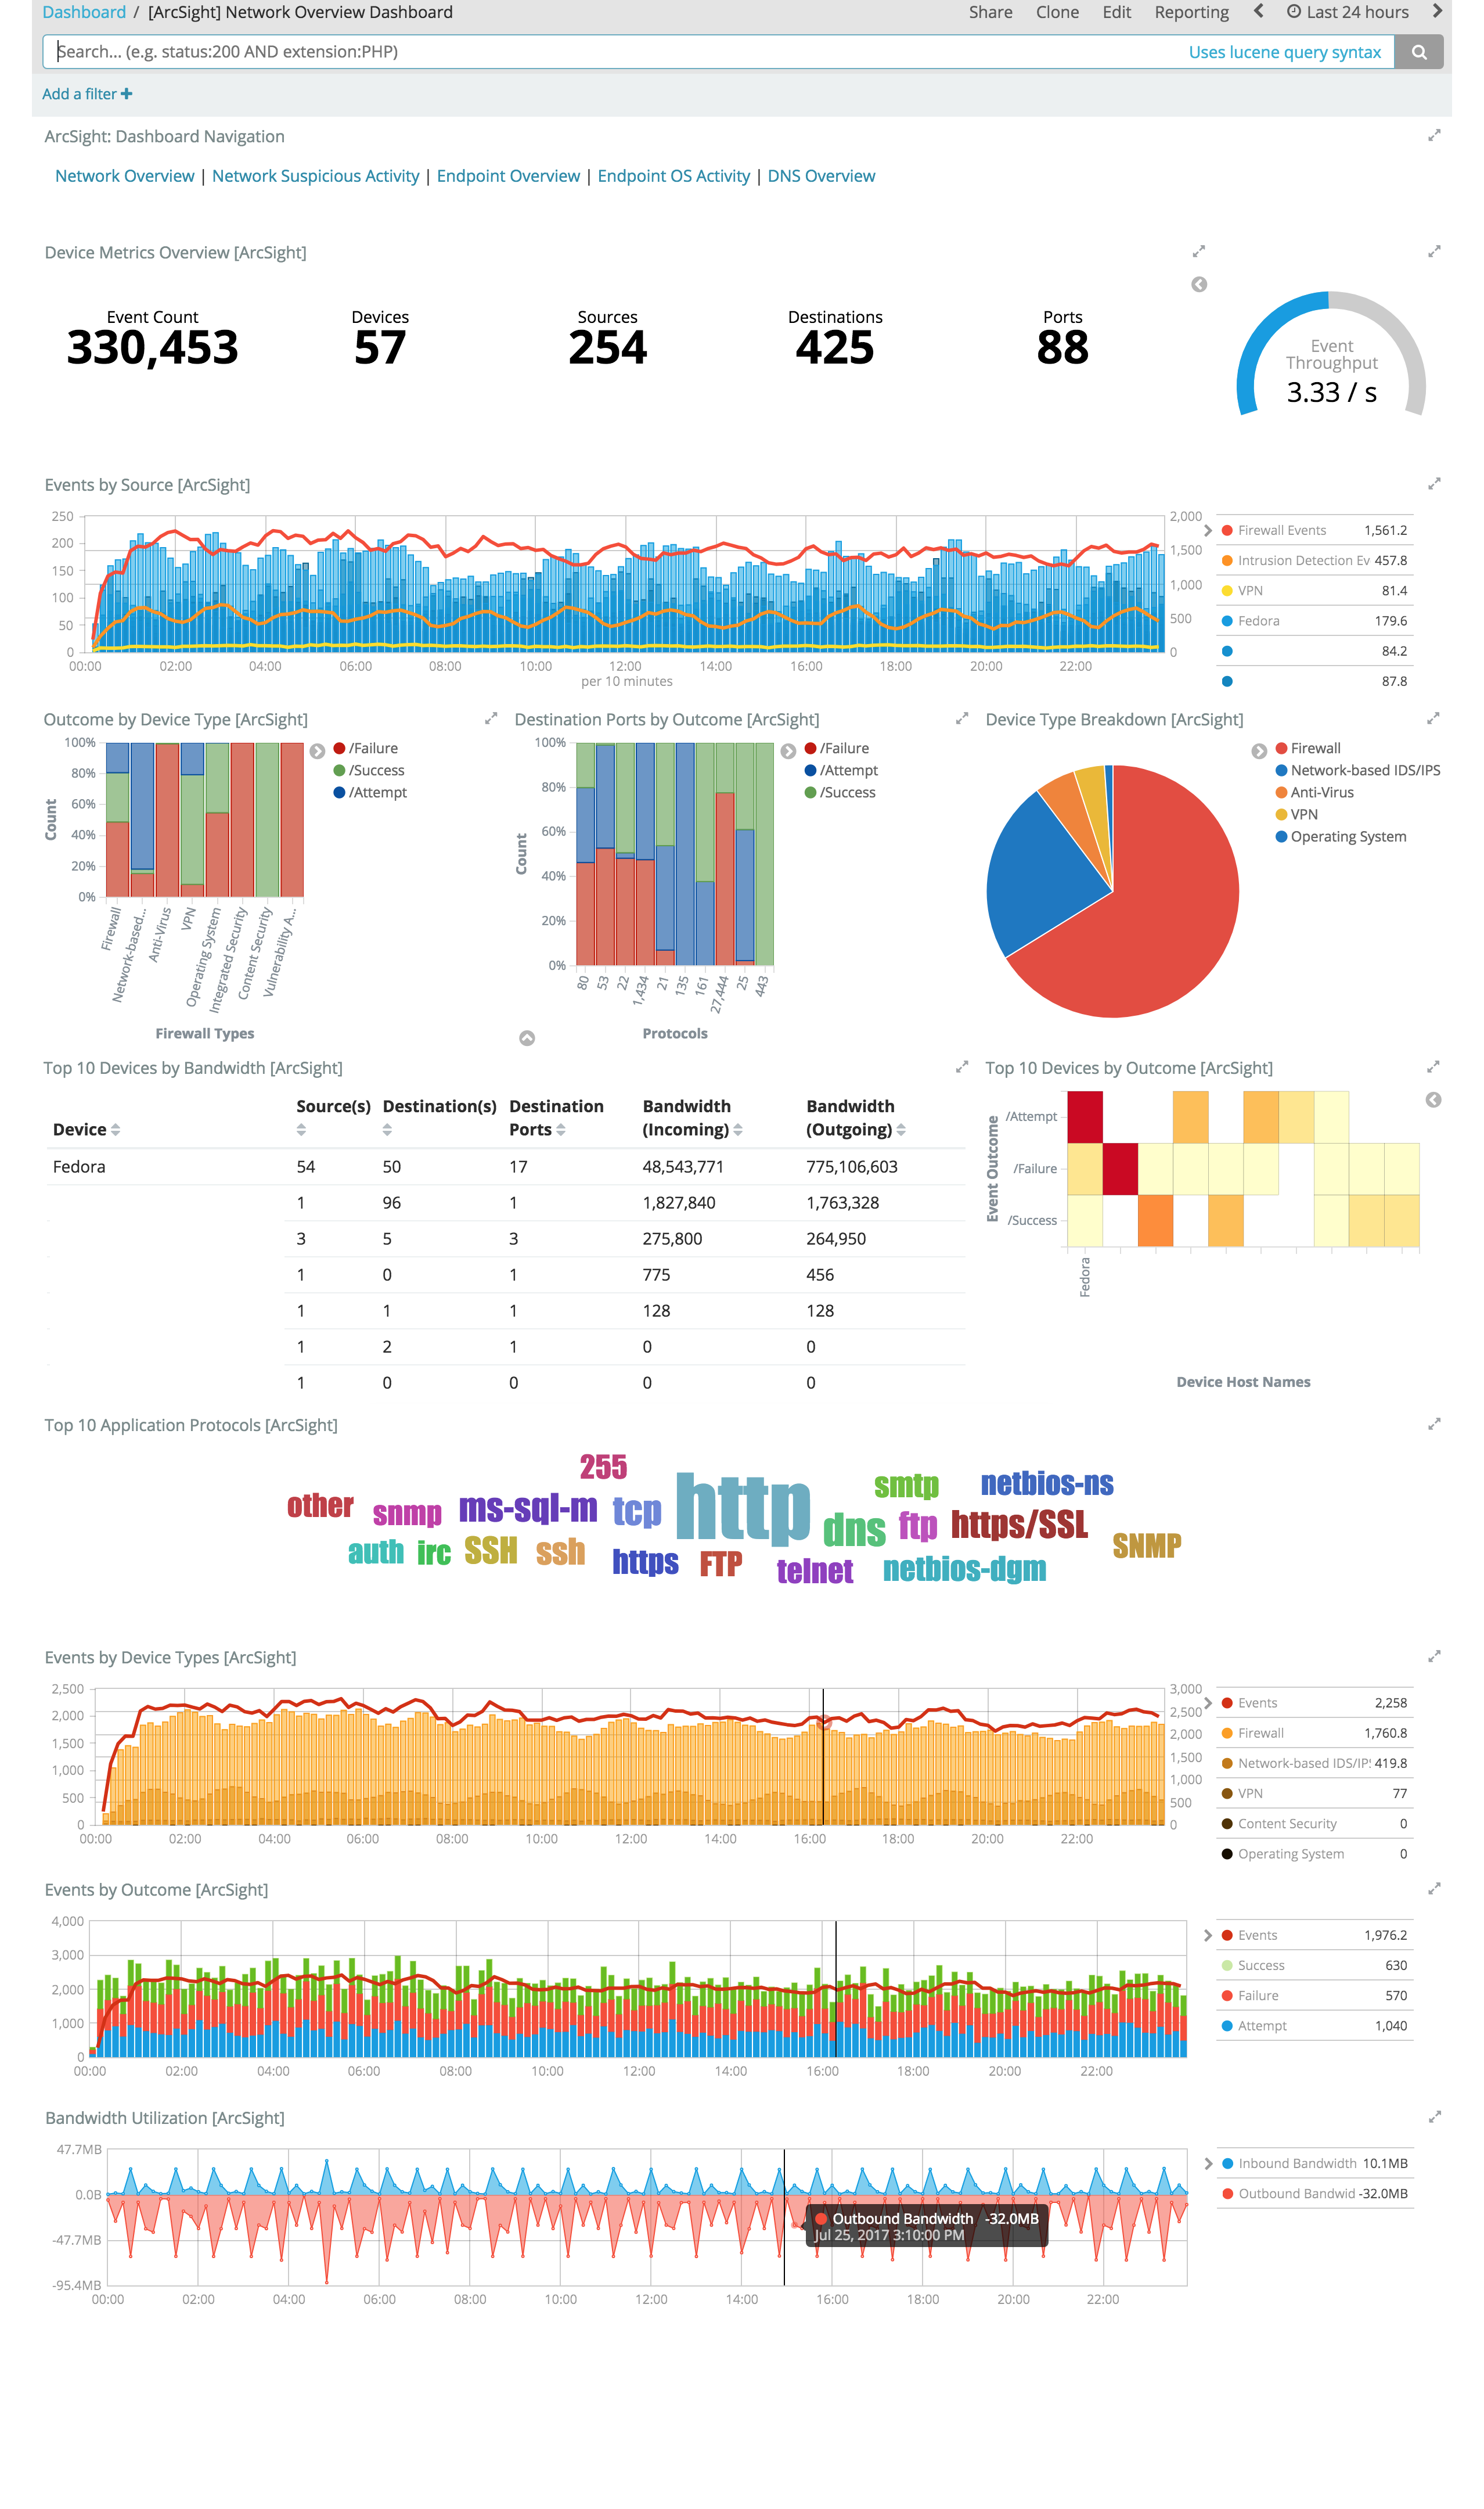 Dashboard / [ArcSight] Network Overview Dashboard
Share Clone Edit Reporting Last 24 hours
Search... (e.g. status:200 AND extension:PHP) Uses lucene query syntax
Add a filter +
ArcSight: Dashboard Navigation
Network Overview | Network Suspicious Activity | Endpoint Overview | Endpoint OS Activity | DNS Overview
Device Metrics Overview [ArcSight]
Event Count Devices Sources Destinations Ports
330,453 57 254 425 88
Event
Throughput
3.33 / s
Events by Source [ArcSight]
250
200
150
100
50
0
2,000
1,500
1,000
500
0
00:00 02:00 04:00 06:00 08:00 10:00 12:00 14:00 16:00 18:00 20:00 22:00
per 10 minutes
Firewall Events 1,561.2
Intrusion Detection Ev 457.8
VPN 81.4
Fedora 179.6
84.2
87.8
Outcome by Device Type [ArcSight]
100%
80%
60%
40%
20%
0%
Count
Firewall
Network-based...
Anti-Virus
VPN
Operating System
Integrated Security
Content Security
Vulnerability A...
Firewall Types
/Failure
/Success
/Attempt
Destination Ports by Outcome [ArcSight]
100%
80%
60%
40%
20%
0%
Count
80
53
22
1,434
21
135
161
27,444
25
443
Protocols
/Failure
/Attempt
/Success
Device Type Breakdown [ArcSight]
Firewall
Network-based IDS/IPS
Anti-Virus
VPN
Operating System
Top 10 Devices by Bandwidth [ArcSight]
Device Source(s) Destination(s) Destination Ports Bandwidth (Incoming) Bandwidth (Outgoing)
Fedora 54 50 17 48,543,771 775,106,603
1 96 1 1,827,840 1,763,328
3 5 3 275,800 264,950
1 0 1 775 456
1 1 1 128 128
1 2 1 0 0
1 0 0 0 0
Top 10 Devices by Outcome [ArcSight]
Event Outcome
/Attempt
/Failure
/Success
Fedora
Device Host Names
Top 10 Application Protocols [ArcSight]
255
other snmp ms-sql-m tcp http smtp netbios-ns
dns ftp https/SSL
auth irc SSH ssh https FTP telnet netbios-dgm SNMP
Events by Device Types [ArcSight]
2,500
2,000
1,500
1,000
500
0
3,000
2,500
2,000
1,500
1,000
500
0
00:00 02:00 04:00 06:00 08:00 10:00 12:00 14:00 16:00 18:00 20:00 22:00
Events 2,258
Firewall 1,760.8
Network-based IDS/IP 419.8
VPN 77
Content Security 0
Operating System 0
Events by Outcome [ArcSight]
4,000
3,000
2,000
1,000
0
00:00 02:00 04:00 06:00 08:00 10:00 12:00 14:00 16:00 18:00 20:00 22:00
Events 1,976.2
Success 630
Failure 570
Attempt 1,040
Bandwidth Utilization [ArcSight]
47.7MB
0.0B
-47.7MB
-95.4MB
00:00 02:00 04:00 06:00 08:00 10:00 12:00 14:00 16:00 18:00 20:00 22:00
Outbound Bandwidth -32.0MB
Jul 25, 2017 3:10:00 PM
Inbound Bandwidth 10.1MB
Outbound Bandwid -32.0MB